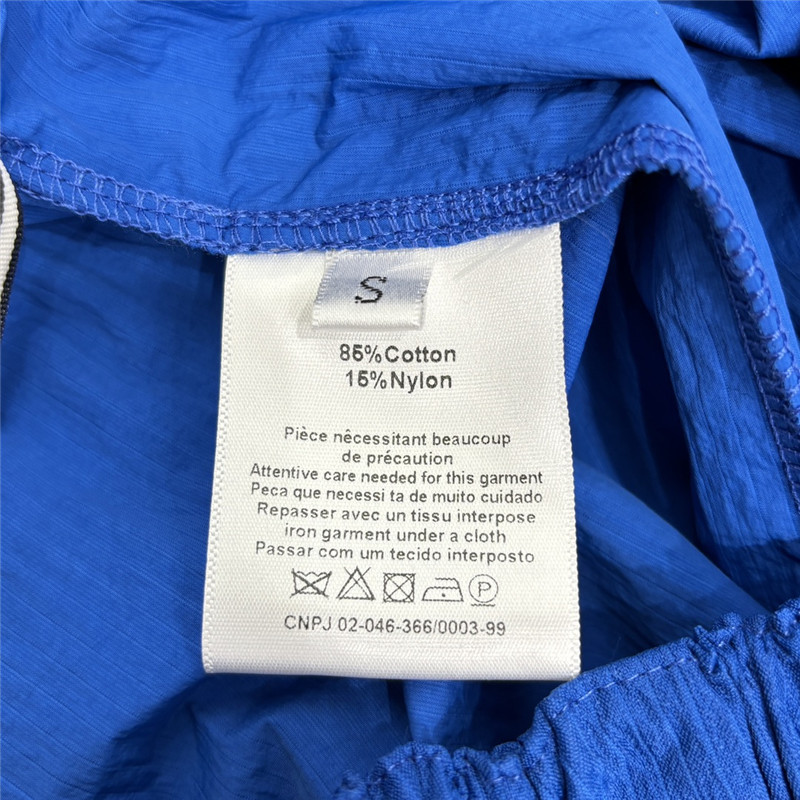 S
85%Cotton
15%Nylon
Pièce nêcessitant beaucoup
de précaution
Attentive care needed for this garment
Peca que necessi ta de muito cuidado
Repasser avec un tissu interpose
iron garment under a cloth
Passar com um tecido interposto
P
CNPJ 02-046-366/0003-99